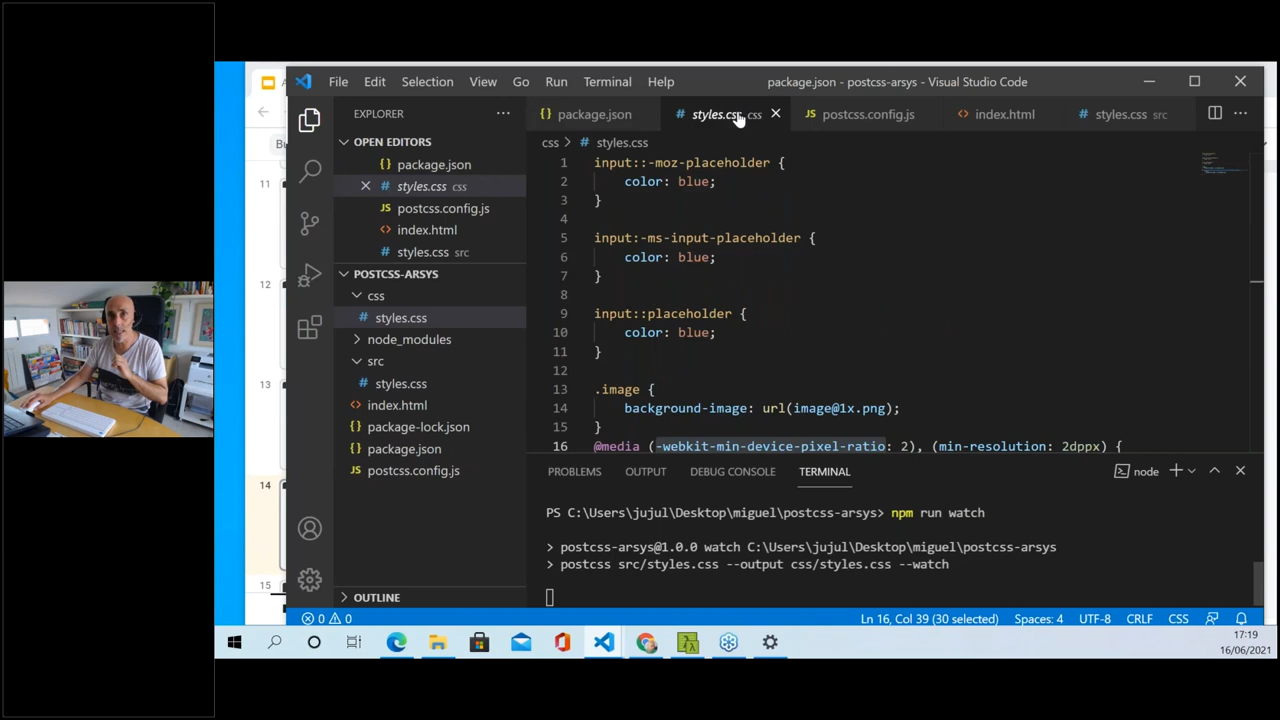 File Edit Selection View Go Run Terminal Help
package.json - postcss-arsys - Visual Studio Code
EXPLORER
OPEN EDITORS
package.json
styles.css css
postcss.config.js
index.html
styles.css src
POSTCSS-ARSYS
css
styles.css
node_modules
src
styles.css
index.html
package-lock.json
package.json
postcss.config.js
OUTLINE
package.json
styles.css css
postcss.config.js
index.html
styles.css src
css > styles.css
1 input::-moz-placeholder {
2 color: blue;
3 }
4
5 input:-ms-input-placeholder {
6 color: blue;
7 }
8
9 input::placeholder {
10 color: blue;
11 }
12
13 .image {
14 background-image: url(image@1x.png);
15 }
16 @media (-webkit-min-device-pixel-ratio: 2), (min-resolution: 2dppx) {
PROBLEMS OUTPUT DEBUG CONSOLE TERMINAL
node
PS C:\Users\jujul\Desktop\miguel\postcss-arsys> npm run watch
> postcss-arsys@1.0.0 watch C:\Users\jujul\Desktop\miguel\postcss-arsys
> postcss src/styles.css --output css/styles.css --watch
0 0
Ln 16, Col 39 (30 selected) Spaces: 4 UTF-8 CRLF CSS
11
12
13
14
15
17:19
16/06/2021